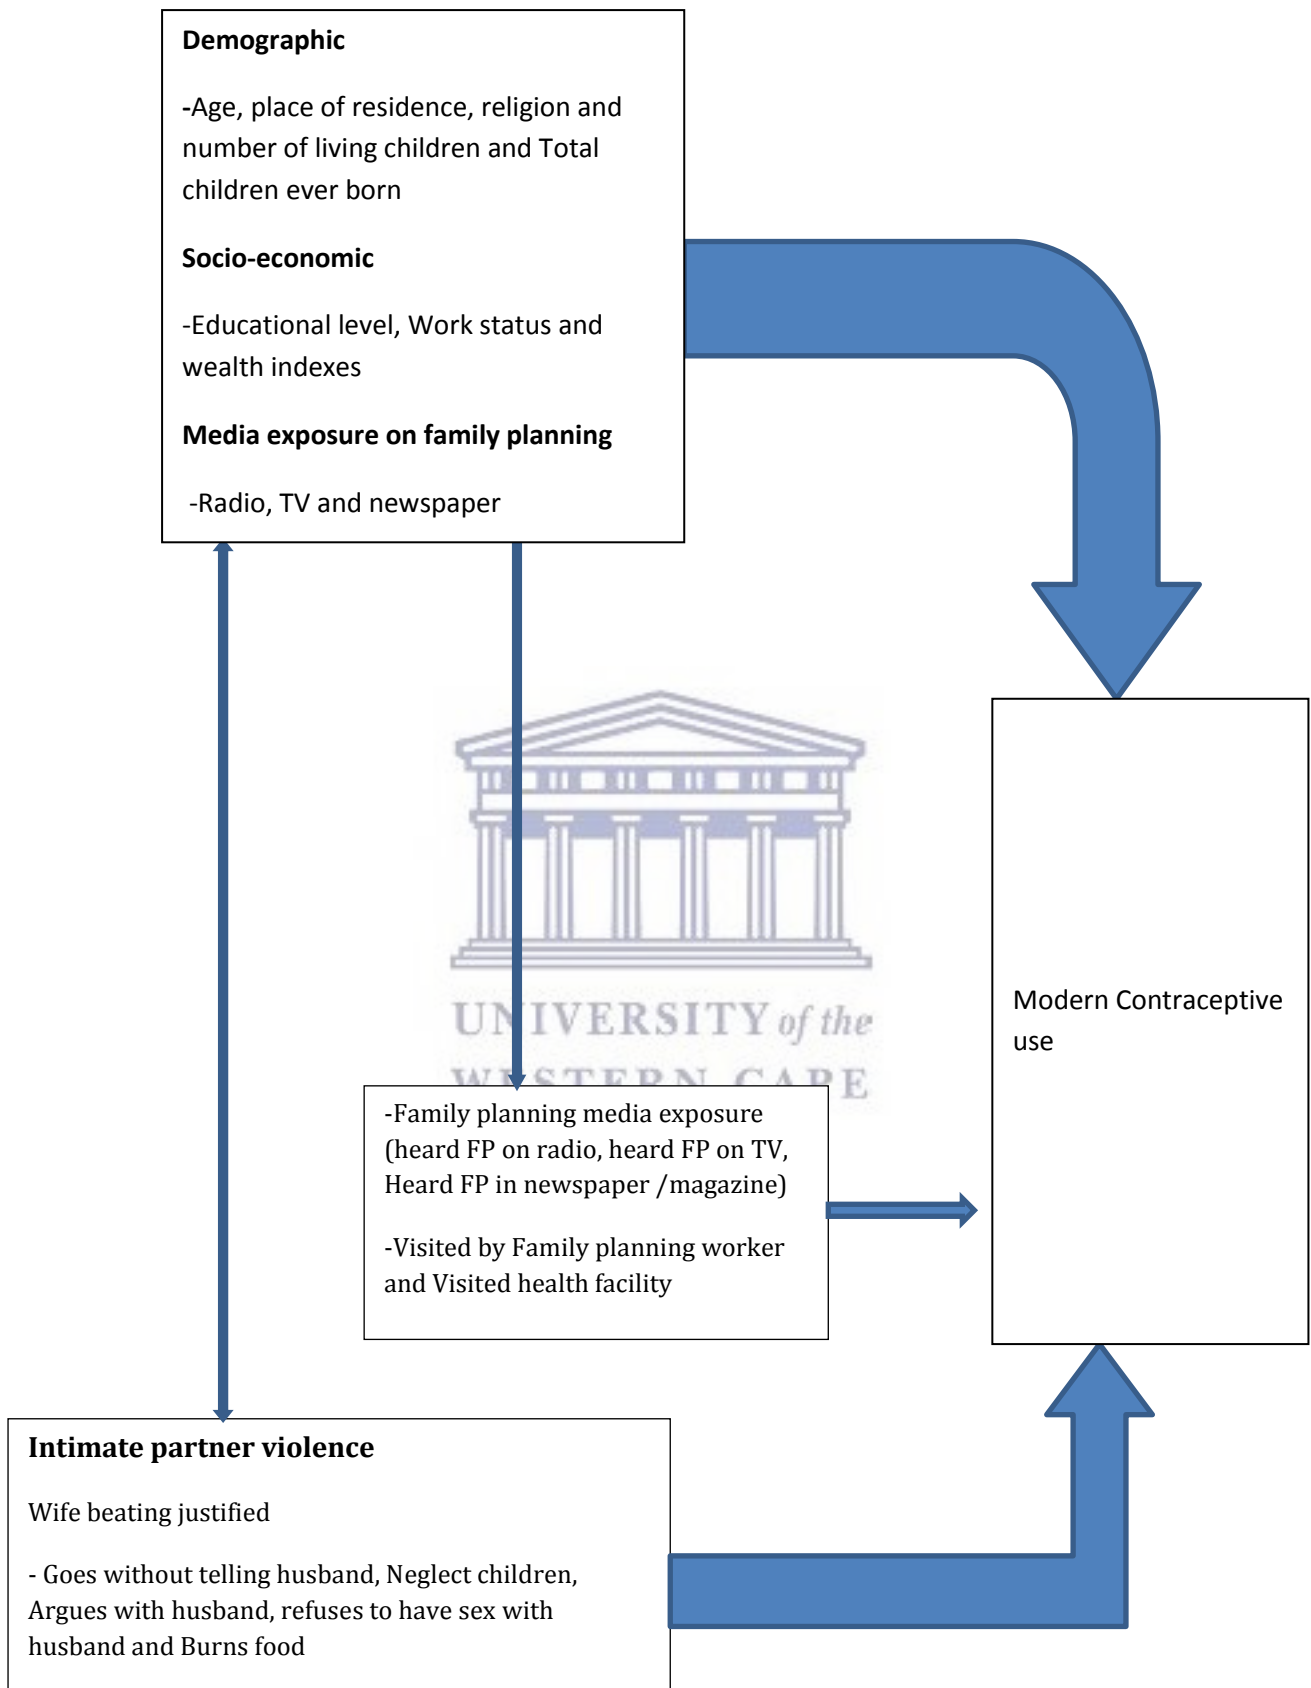 Demographic
-Age, place of residence, religion and
number of living children and Total
children ever born
Socio-economic
-Educational level, Work status and
wealth indexes
Media exposure on family planning
-Radio, TV and newspaper
UNIVERSITY of the
WESTERN CAPE
Modern Contraceptive
use
-Family planning media exposure
(heard FP on radio, heard FP on TV,
Heard FP in newspaper /magazine)
-Visited by Family planning worker
and Visited health facility
Intimate partner violence
Wife beating justified
- Goes without telling husband, Neglect children,
Argues with husband, refuses to have sex with
husband and Burns food